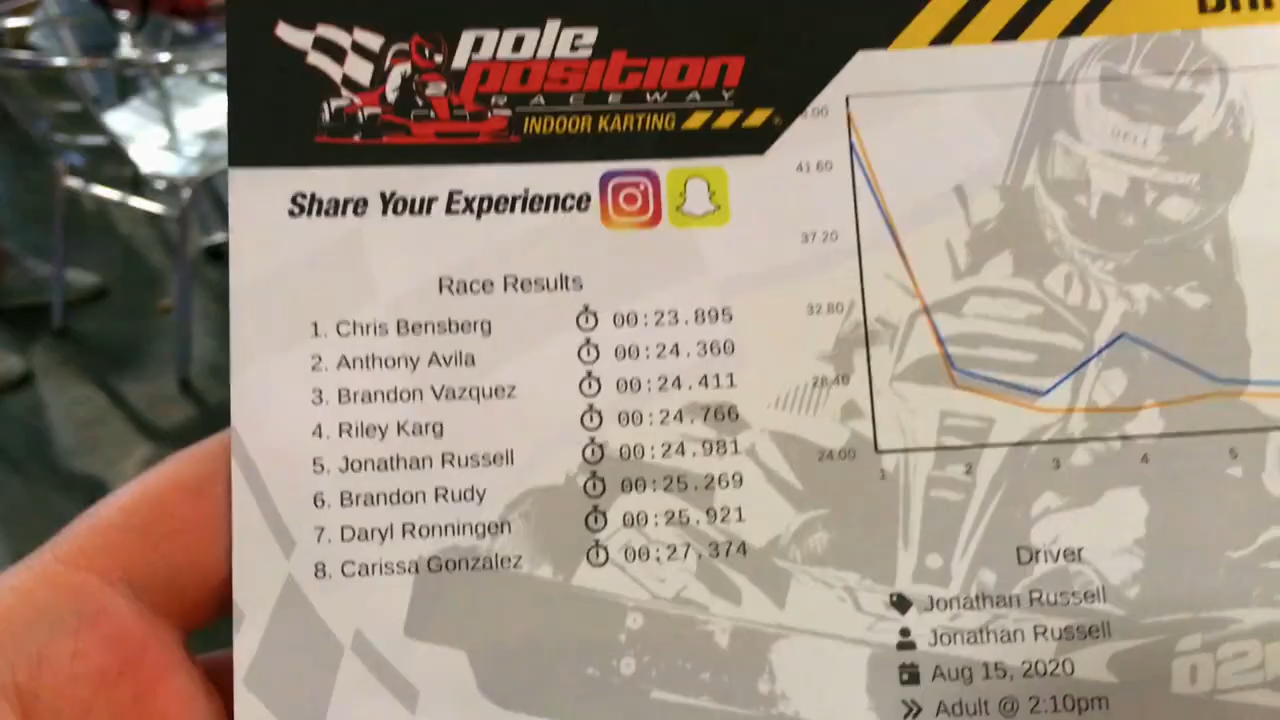 pole
position
RACEWAY
INDOOR KARTING
Share Your Experience
Race Results
1. Chris Bensberg 00:23.895
2. Anthony Avila 00:24.360
3. Brandon Vazquez 00:24.411
4. Riley Karg 00:24.766
5. Jonathan Russell 00:24.981
6. Brandon Rudy 00:25.269
7. Daryl Ronningen 00:25.921
8. Carissa Gonzalez 00:27.374
41.60
37.20
32.80
28.40
24.00
1 2 3 4 5
Driver
Jonathan Russell
Jonathan Russell
Aug 15, 2020
Adult @ 2:10pm